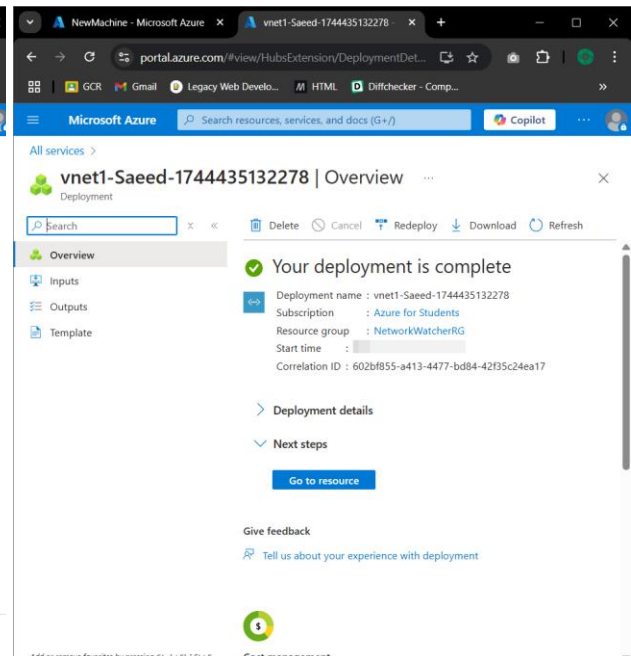 NewMachine - Microsoft Azure
vnet1-Saeed-1744435132278 -
portal.azure.com/#view/HubsExtension/DeploymentDet...
GCR Gmail Legacy Web Develo... HTML Diffchecker - Comp... »
Microsoft Azure Search resources, services, and docs (G+/) Copilot ...
All services >
vnet1-Saeed-1744435132278 | Overview ...
Deployment
Search
Delete Cancel Redeploy Download Refresh
Overview
Inputs
Outputs
Template
Your deployment is complete
Deployment name : vnet1-Saeed-1744435132278
Subscription : Azure for Students
Resource group : NetworkWatcherRG
Start time :
Correlation ID : 602bf855-a413-4477-bd84-42f35c24ea17
Deployment details
Next steps
Go to resource
Give feedback
Tell us about your experience with deployment
Cost management